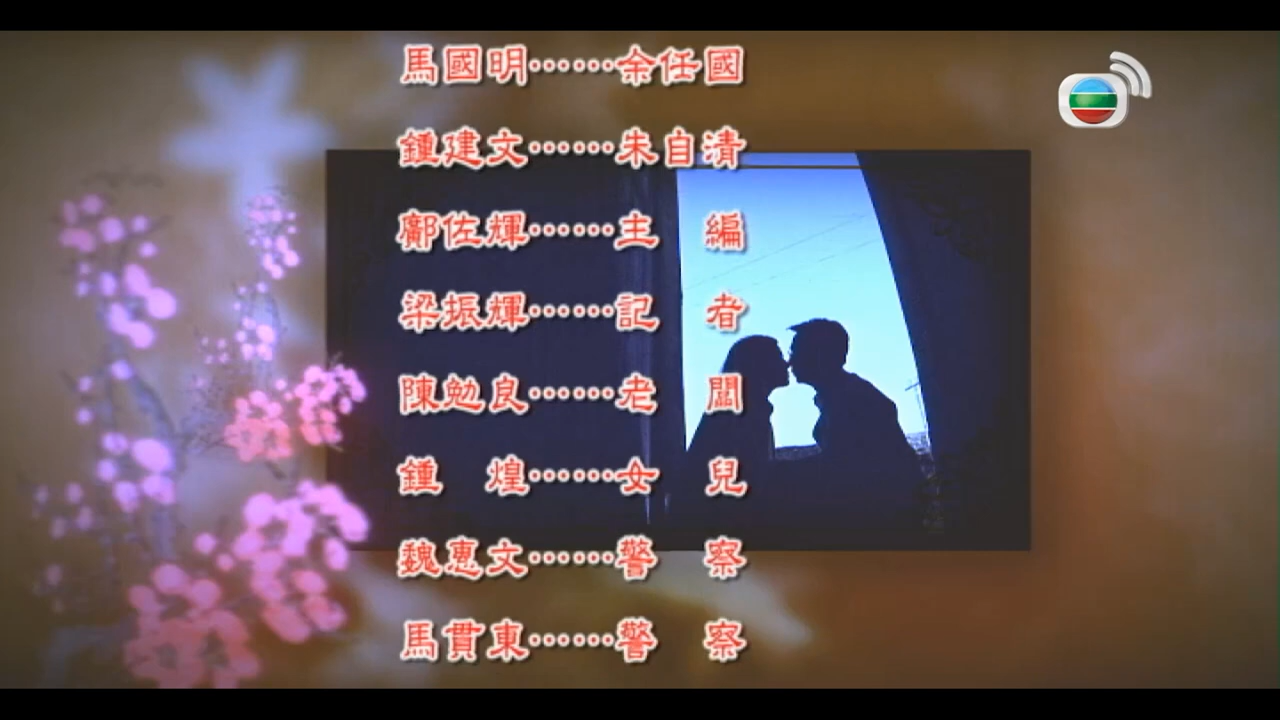 馬國明……余任國
鍾建文……朱自清
鄺佐輝……主　編
梁振輝……記　者
陳勉良……老　闆
鍾　煌……女　兒
魏惠文……警　察
馬貫東……警　察